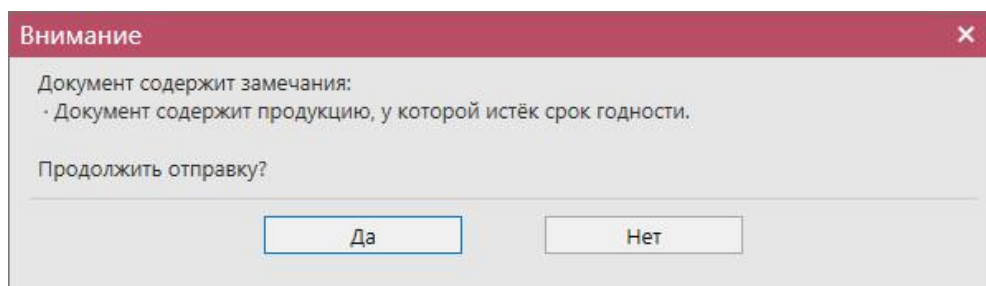 Внимание
Документ содержит замечания:
· Документ содержит продукцию, у которой истёк срок годности.
Продолжить отправку?
Да Нет